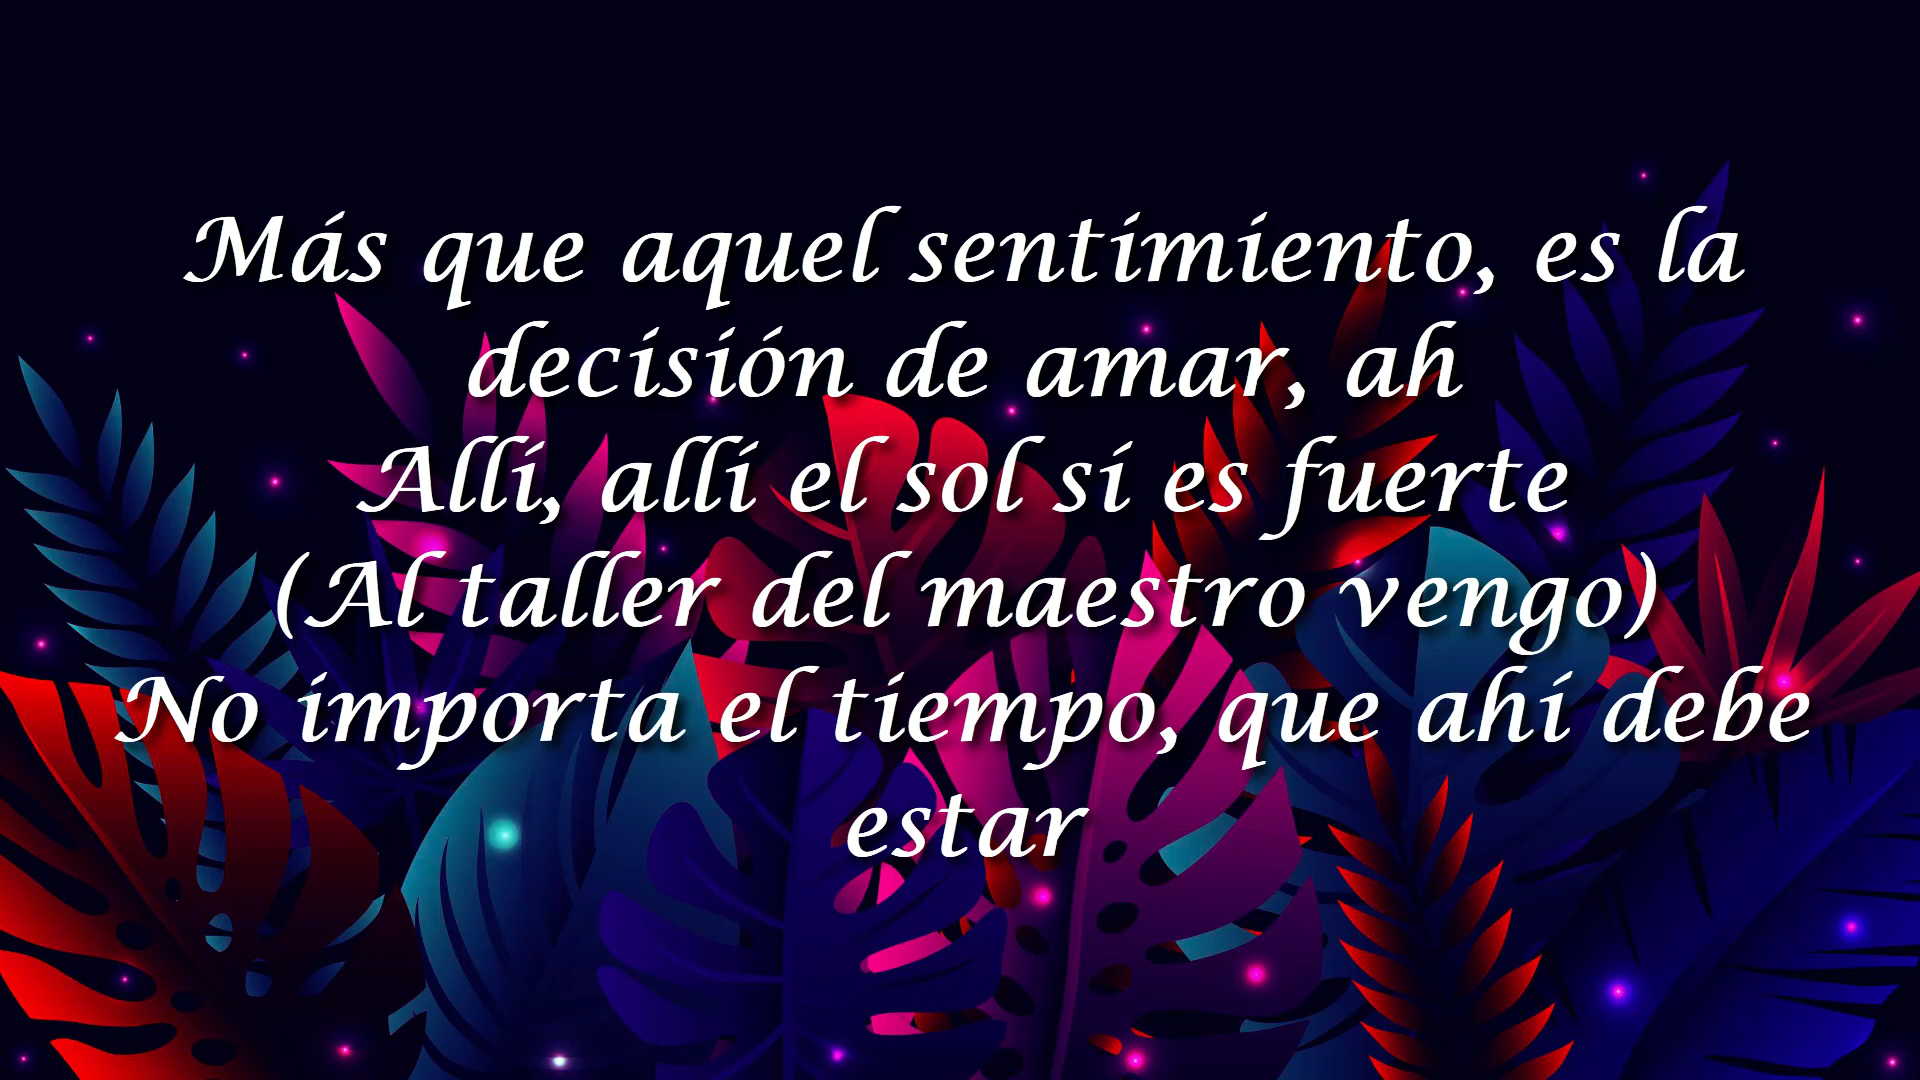 Más que aquel sentimiento, es la
decisión de amar, ah
Allí, allí el sol sí es fuerte
(Al taller del maestro vengo)
No importa el tiempo, que ahí debe
estar